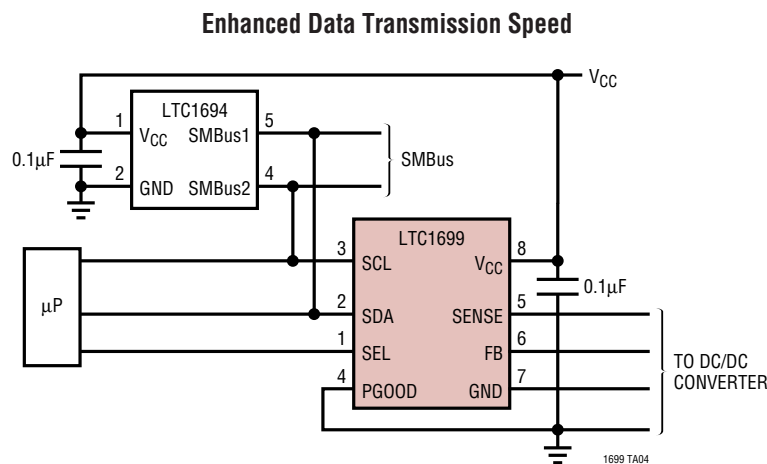 Enhanced Data Transmission Speed
VCC
LTC1694
1
VCC
SMBus1
5
0.1μF
2
GND
SMBus2
4
SMBus
LTC1699
μP
3
SCL
VCC
8
0.1μF
2
SDA
SENSE
5
1
SEL
FB
6
4
PGOOD
GND
7
TO DC/DC
CONVERTER
1699 TA04